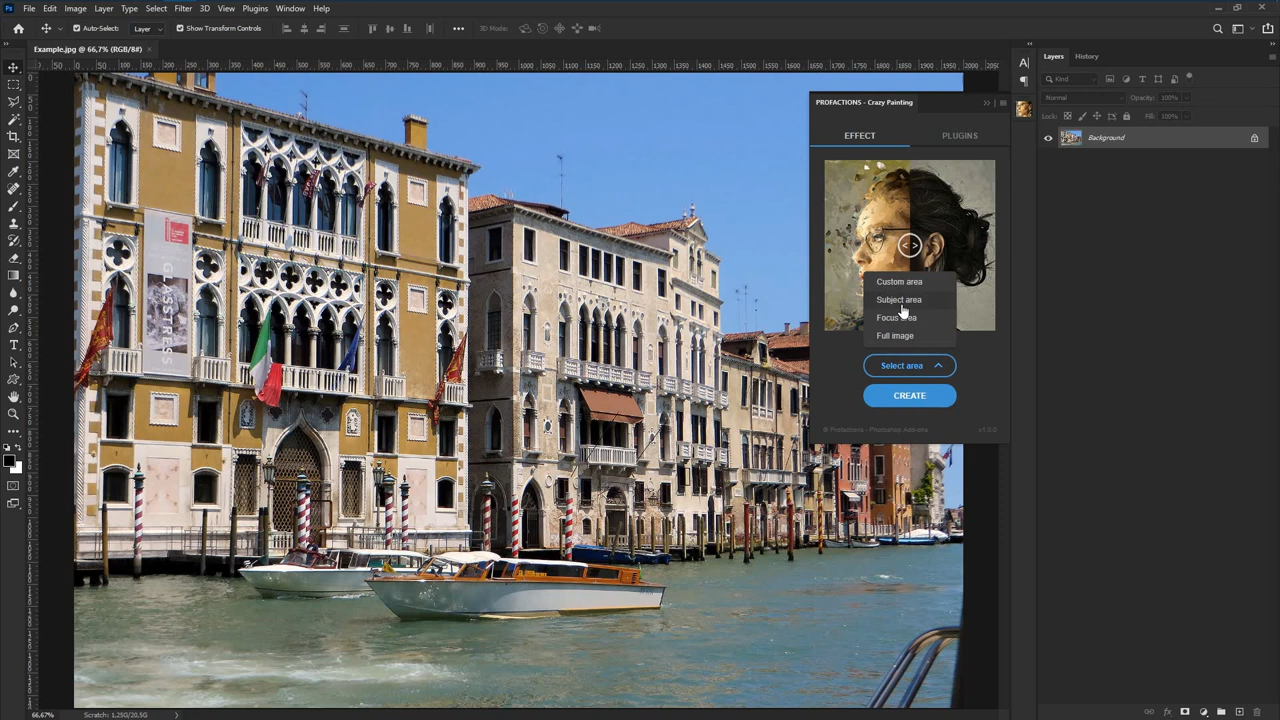 Ps File Edit Image Layer Type Select Filter 3D View Plugins Window Help
Auto-Select: Layer Show Transform Controls 3D Mode:
Example.jpg @ 66,7% (RGB/8#)
Layers History
Kind
Normal Opacity: 100%
Lock: Fill: 100%
Background
PROFACTIONS - Crazy Painting
EFFECT PLUGINS
Custom area
Subject area
Focus area
Full image
Select area
CREATE
© Profactions - Photoshop Add-ons v1.0.0
GLASSTRESS
66,67% Scratch: 1,25G/20,5G